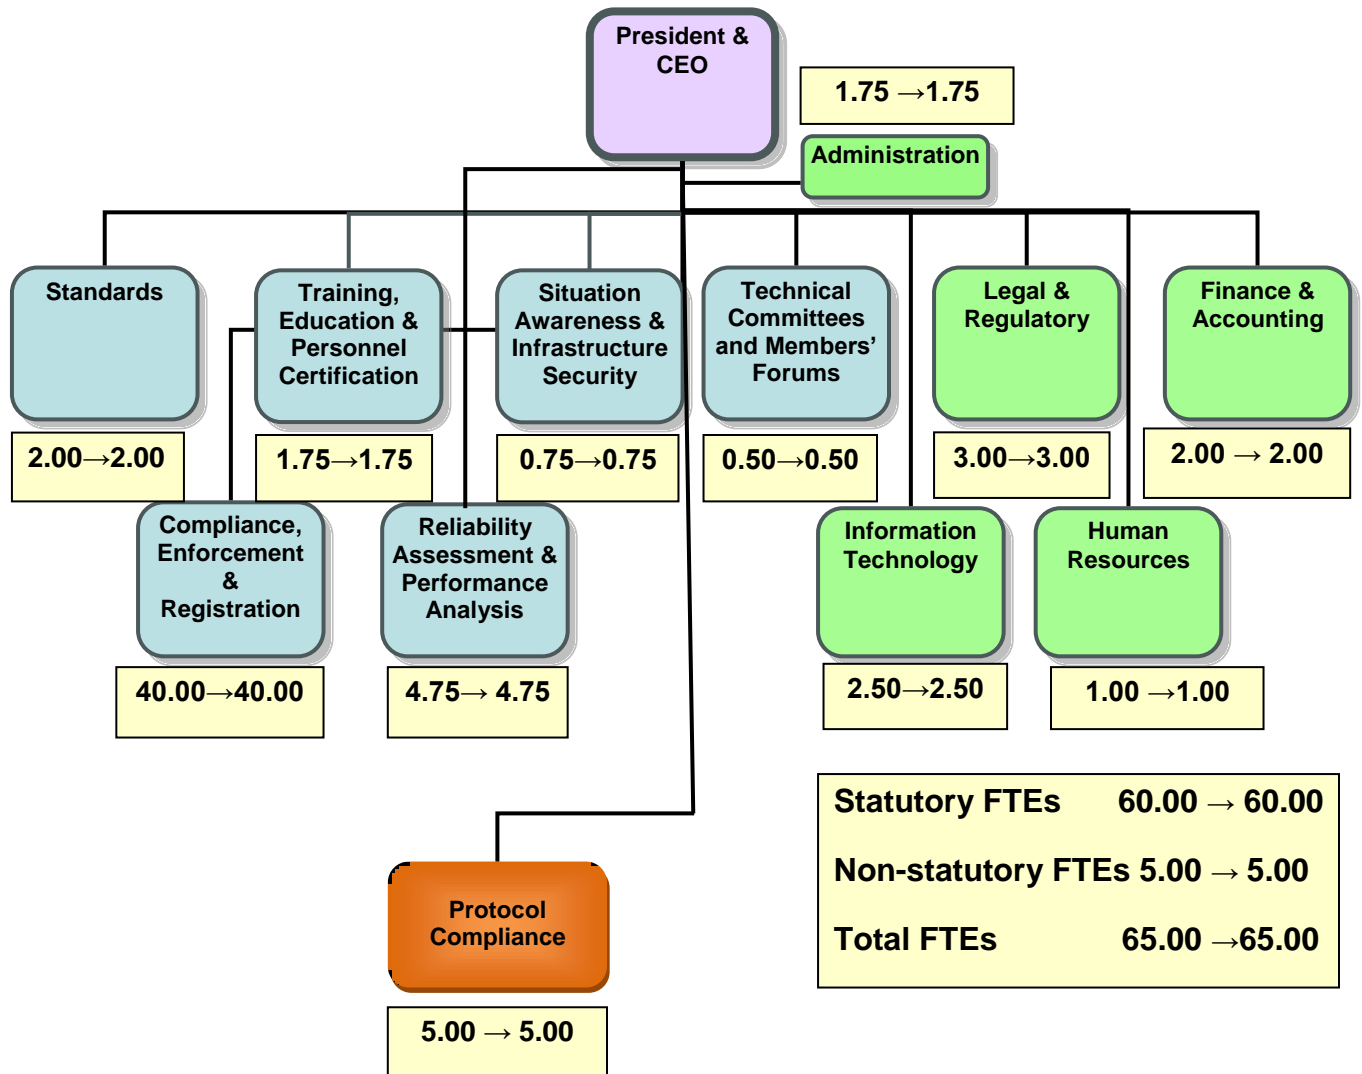 President &
CEO
1.75 →1.75
Administration
Standards
Training,
Education &
Personnel
Certification
Situation
Awareness &
Infrastructure
Security
Technical
Committees
and Members’
Forums
Legal &
Regulatory
Finance &
Accounting
2.00→2.00
1.75→1.75
0.75→0.75
0.50→0.50
3.00→3.00
2.00 → 2.00
Compliance,
Enforcement
&
Registration
Reliability
Assessment &
Performance
Analysis
Information
Technology
Human
Resources
40.00→40.00
4.75→ 4.75
2.50→2.50
1.00 →1.00
Statutory FTEs 60.00 → 60.00
Non-statutory FTEs 5.00 → 5.00
Total FTEs 65.00 →65.00
Protocol
Compliance
5.00 → 5.00